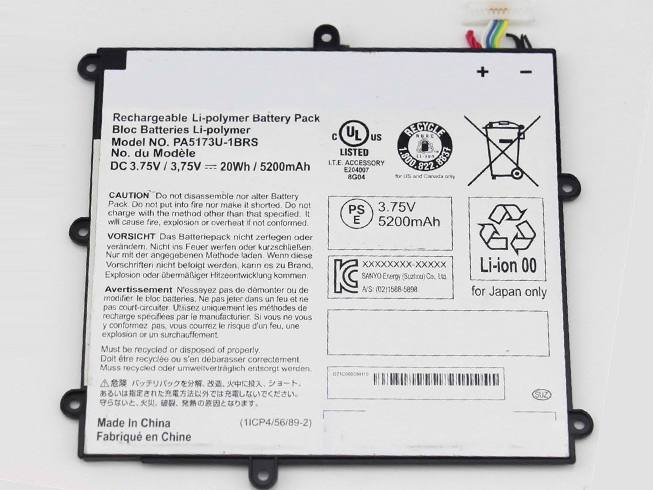 + −
Rechargeable Li-polymer Battery Pack
Bloc Batteries Li-polymer
Model NO. PA5173U-1BRS
No. du Modèle
DC 3.75V / 3,75V ⎓ 20Wh / 5200mAh
C UL US
LISTED
I.T.E. ACCESSORY
E204007
8G04
RECYCLE
RBRC
Li-ION
1.800.822.8837
for US and Canada only
CAUTION Do not disassemble nor alter Battery
Pack. Do not put into fire nor make it short-circuit. Do not
charge with the method other than that specified. It
will cause fire, explosion or overheat if not conformed.
PS
E
3.75V
5200mAh
Li-ion 00
for Japan only
VORSICHT Das Batteriepack nicht zerlegen oder
verändern. Nicht ins Feuer werfen oder kurzschließen.
Nur mit der angegebenen Methode laden. Wenn diese
Vorschriften nicht befolgt werden, kann es zu Brand,
Explosion oder übermäßiger Hitzeentwicklung kommen.
XXXXXXXX-XXXXX
SANYO Energy (Suzhou) Co., Ltd.
A/S: (02)1588-5898
Avertissement N'essayez pas de démonter ou de
modifier le bloc batteries. Ne pas jeter dans un feu et ne
pas court-circuiter. Utilisez uniquement les méthodes de
recharge spécifiées par le manufacturier. Si vous ne vous
y conformez pas, vous courrez le risque d'un feu, une
explosion or un surchauffement.
Must be recycled or disposed of properly.
Doit être recyclée ou s'en débarasser correctement.
Muss recycled oder umweltverträglich entsorgt werden.
⚠危険 バッテリパックを分解、改造、火中に投入、ショート、
あるいは指定された方法以外では充電しないでください。
守らないと、火災、破裂、発熱の原因となります。
SUZ
Made In China (1ICP4/56/89-2)
Fabriqué en Chine